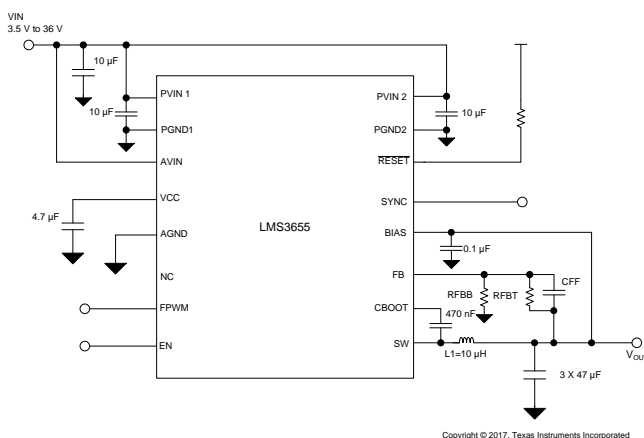 VIN
3.5 V to 36 V
10 µF
10 µF
PVIN 1
PGND1
AVIN
VCC
4.7 µF
AGND
NC
FPWM
EN
LMS3655
PVIN 2
10 µF
PGND2
RESET
SYNC
BIAS
0.1 µF
FB
RFBB
RFBT
CFF
CBOOT
470 nF
SW
L1=10 µH
VOU
3 X 47 µF
Copyright © 2017, Texas Instruments Incorporated